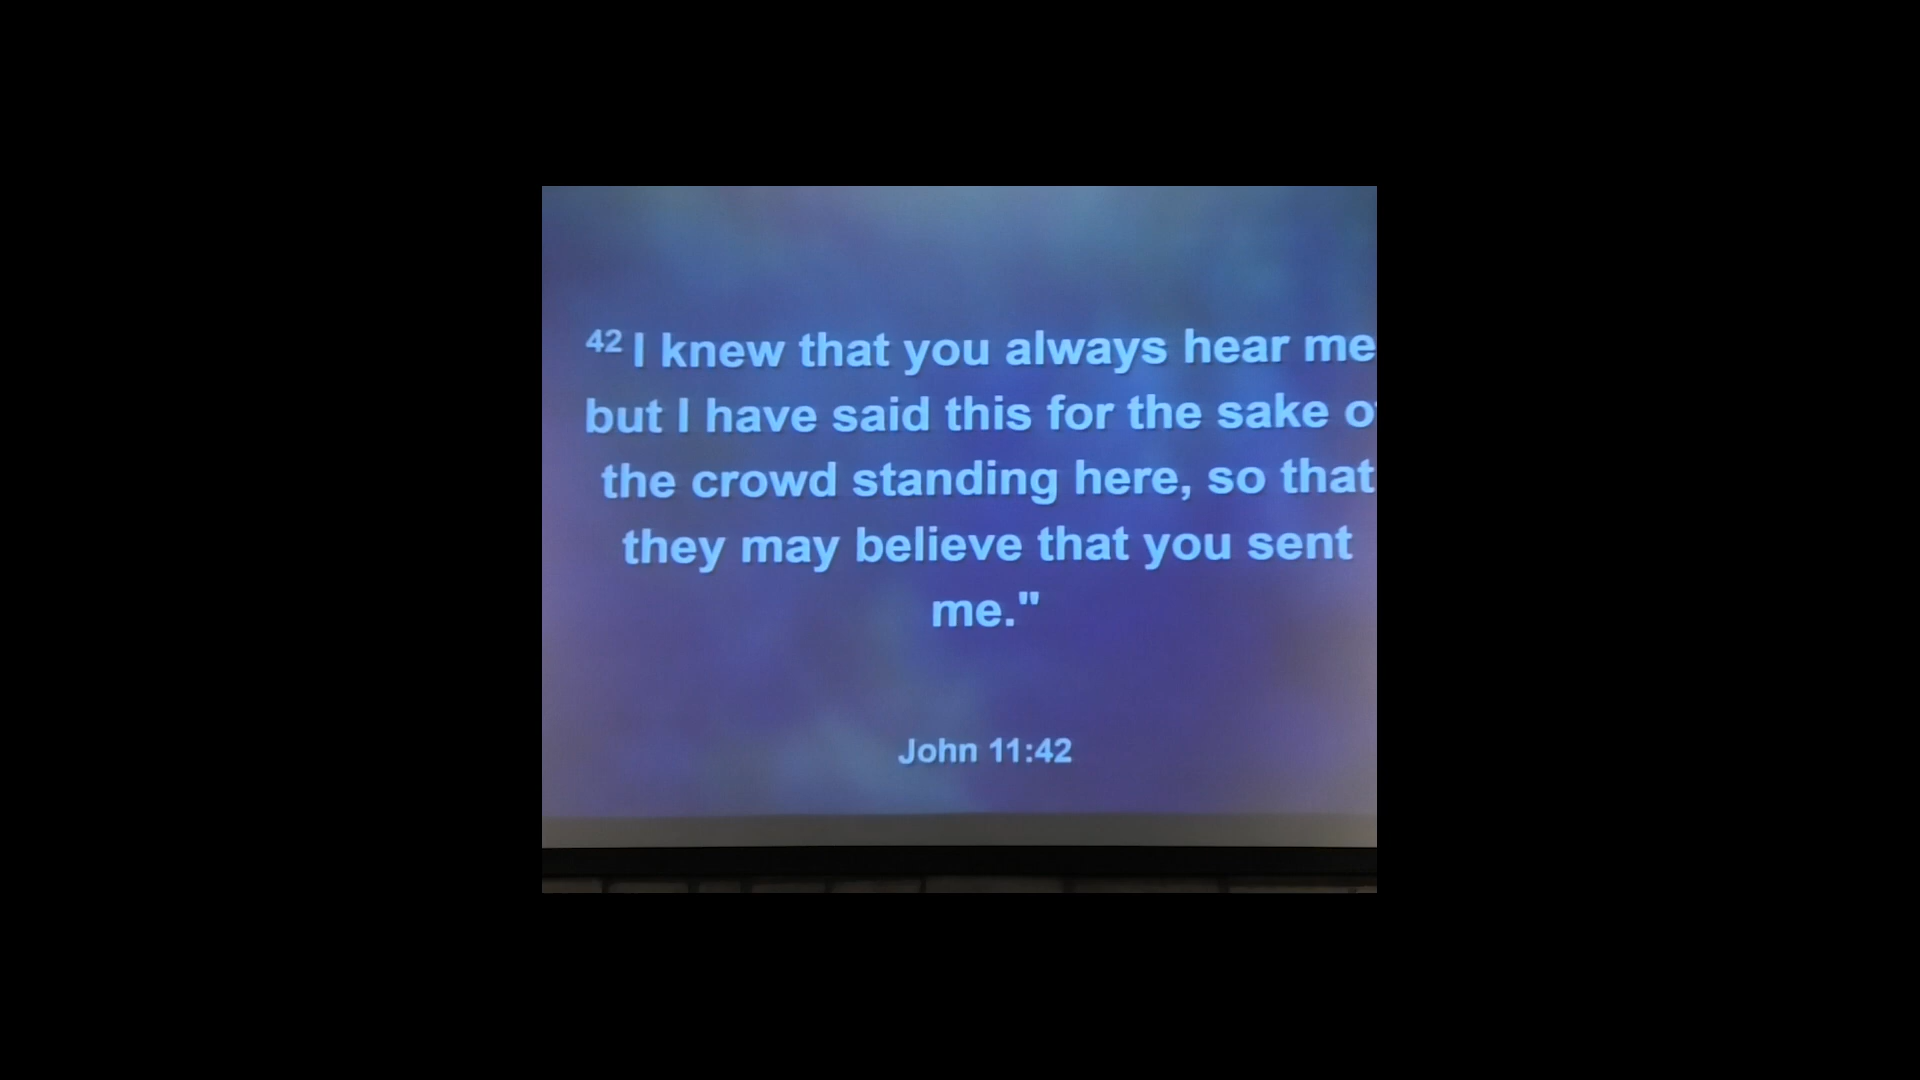 42 I knew that you always hear me
but I have said this for the sake o
the crowd standing here, so that
they may believe that you sent
me."
John 11:42